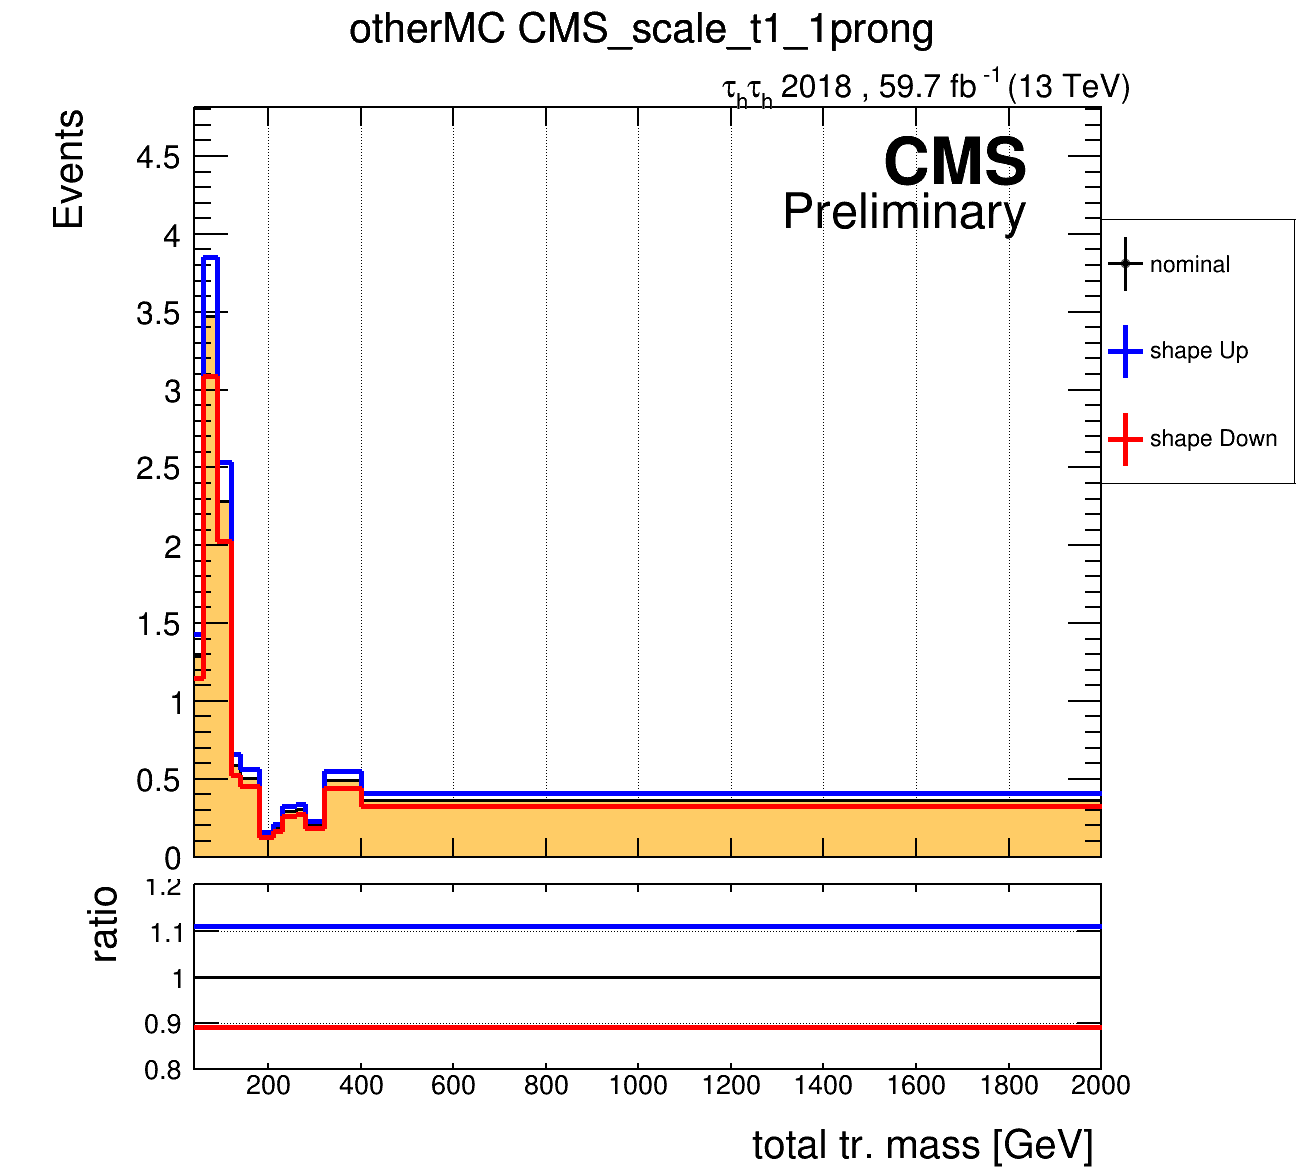 otherMC CMS_scale_t1_1prong
τhτh 2018 , 59.7 fb-1 (13 TeV)
Events
CMS
Preliminary
4.5
4
3.5
3
2.5
2
1.5
1
0.5
0
nominal
shape Up
shape Down
ratio
1.2
1.1
1
0.9
0.8
200 400 600 800 1000 1200 1400 1600 1800 2000
total tr. mass [GeV]